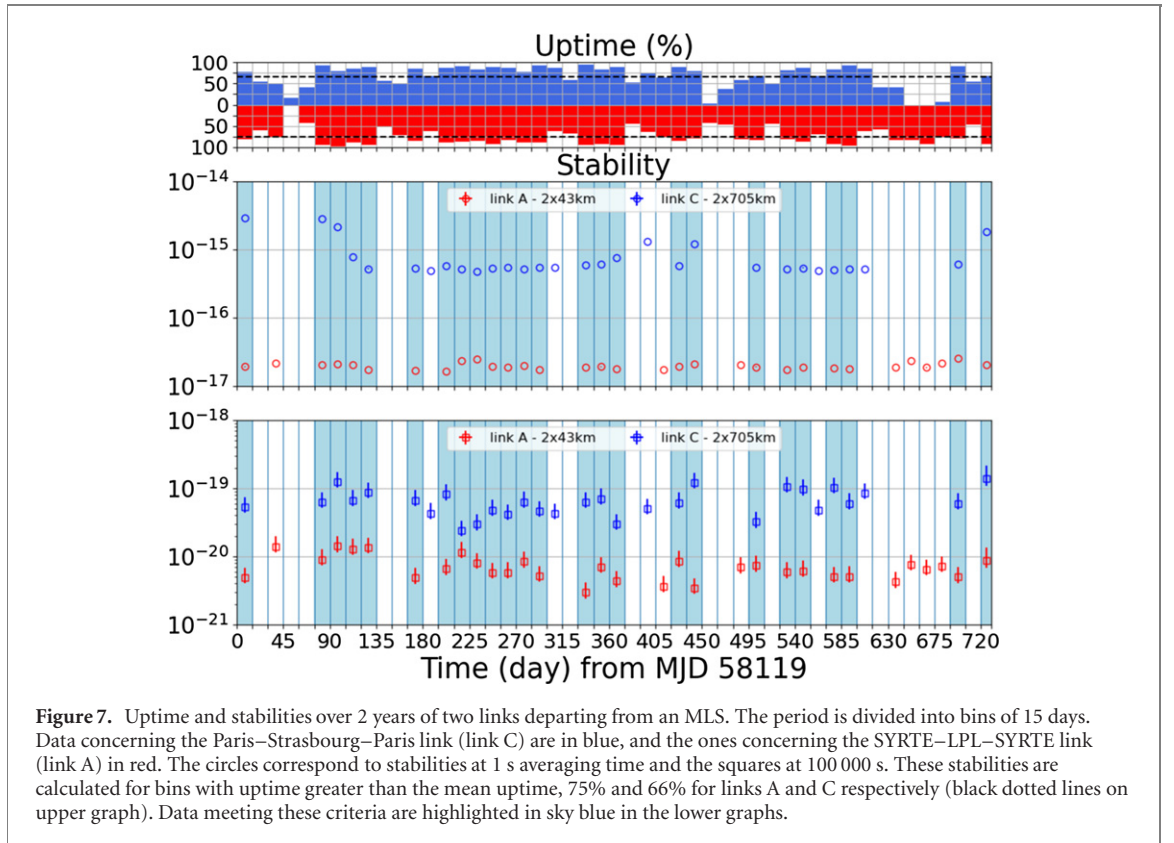 Uptime (%)
100
50
0
50
100
Stability
10⁻¹⁴
link A - 2x43km
link C - 2x705km
10⁻¹⁵
10⁻¹⁶
10⁻¹⁷
10⁻¹⁸
link A - 2x43km
link C - 2x705km
10⁻¹⁹
10⁻²⁰
10⁻²¹
0 45 90 135 180 225 270 315 360 405 450 495 540 585 630 675 720
Time (day) from MJD 58119
Figure 7. Uptime and stabilities over 2 years of two links departing from an MLS. The period is divided into bins of 15 days.
Data concerning the Paris–Strasbourg–Paris link (link C) are in blue, and the ones concerning the SYRTE–LPL–SYRTE link
(link A) in red. The circles correspond to stabilities at 1 s averaging time and the squares at 100 000 s. These stabilities are
calculated for bins with uptime greater than the mean uptime, 75% and 66% for links A and C respectively (black dotted lines on
upper graph). Data meeting these criteria are highlighted in sky blue in the lower graphs.